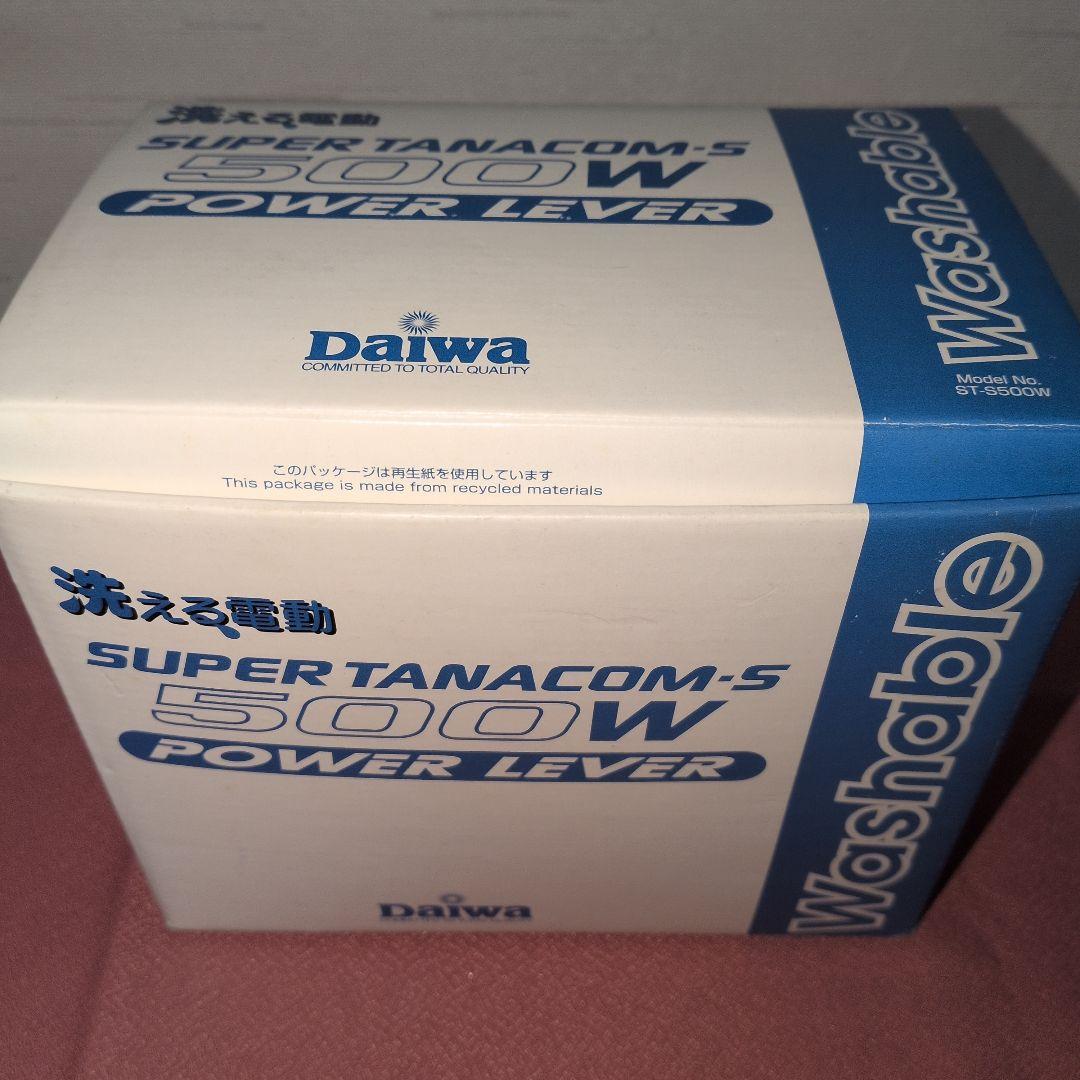 洗える電動
SUPER TANACOM-S
500W
POWER LEVER
Daiwa
COMMITTED TO TOTAL QUALITY
Washable
Model No.
ST-S500W
このパッケージは再生紙を使用しています
This package is made from recycled materials
洗える電動
SUPER TANACOM-S
500W
POWER LEVER
Daiwa
Washable